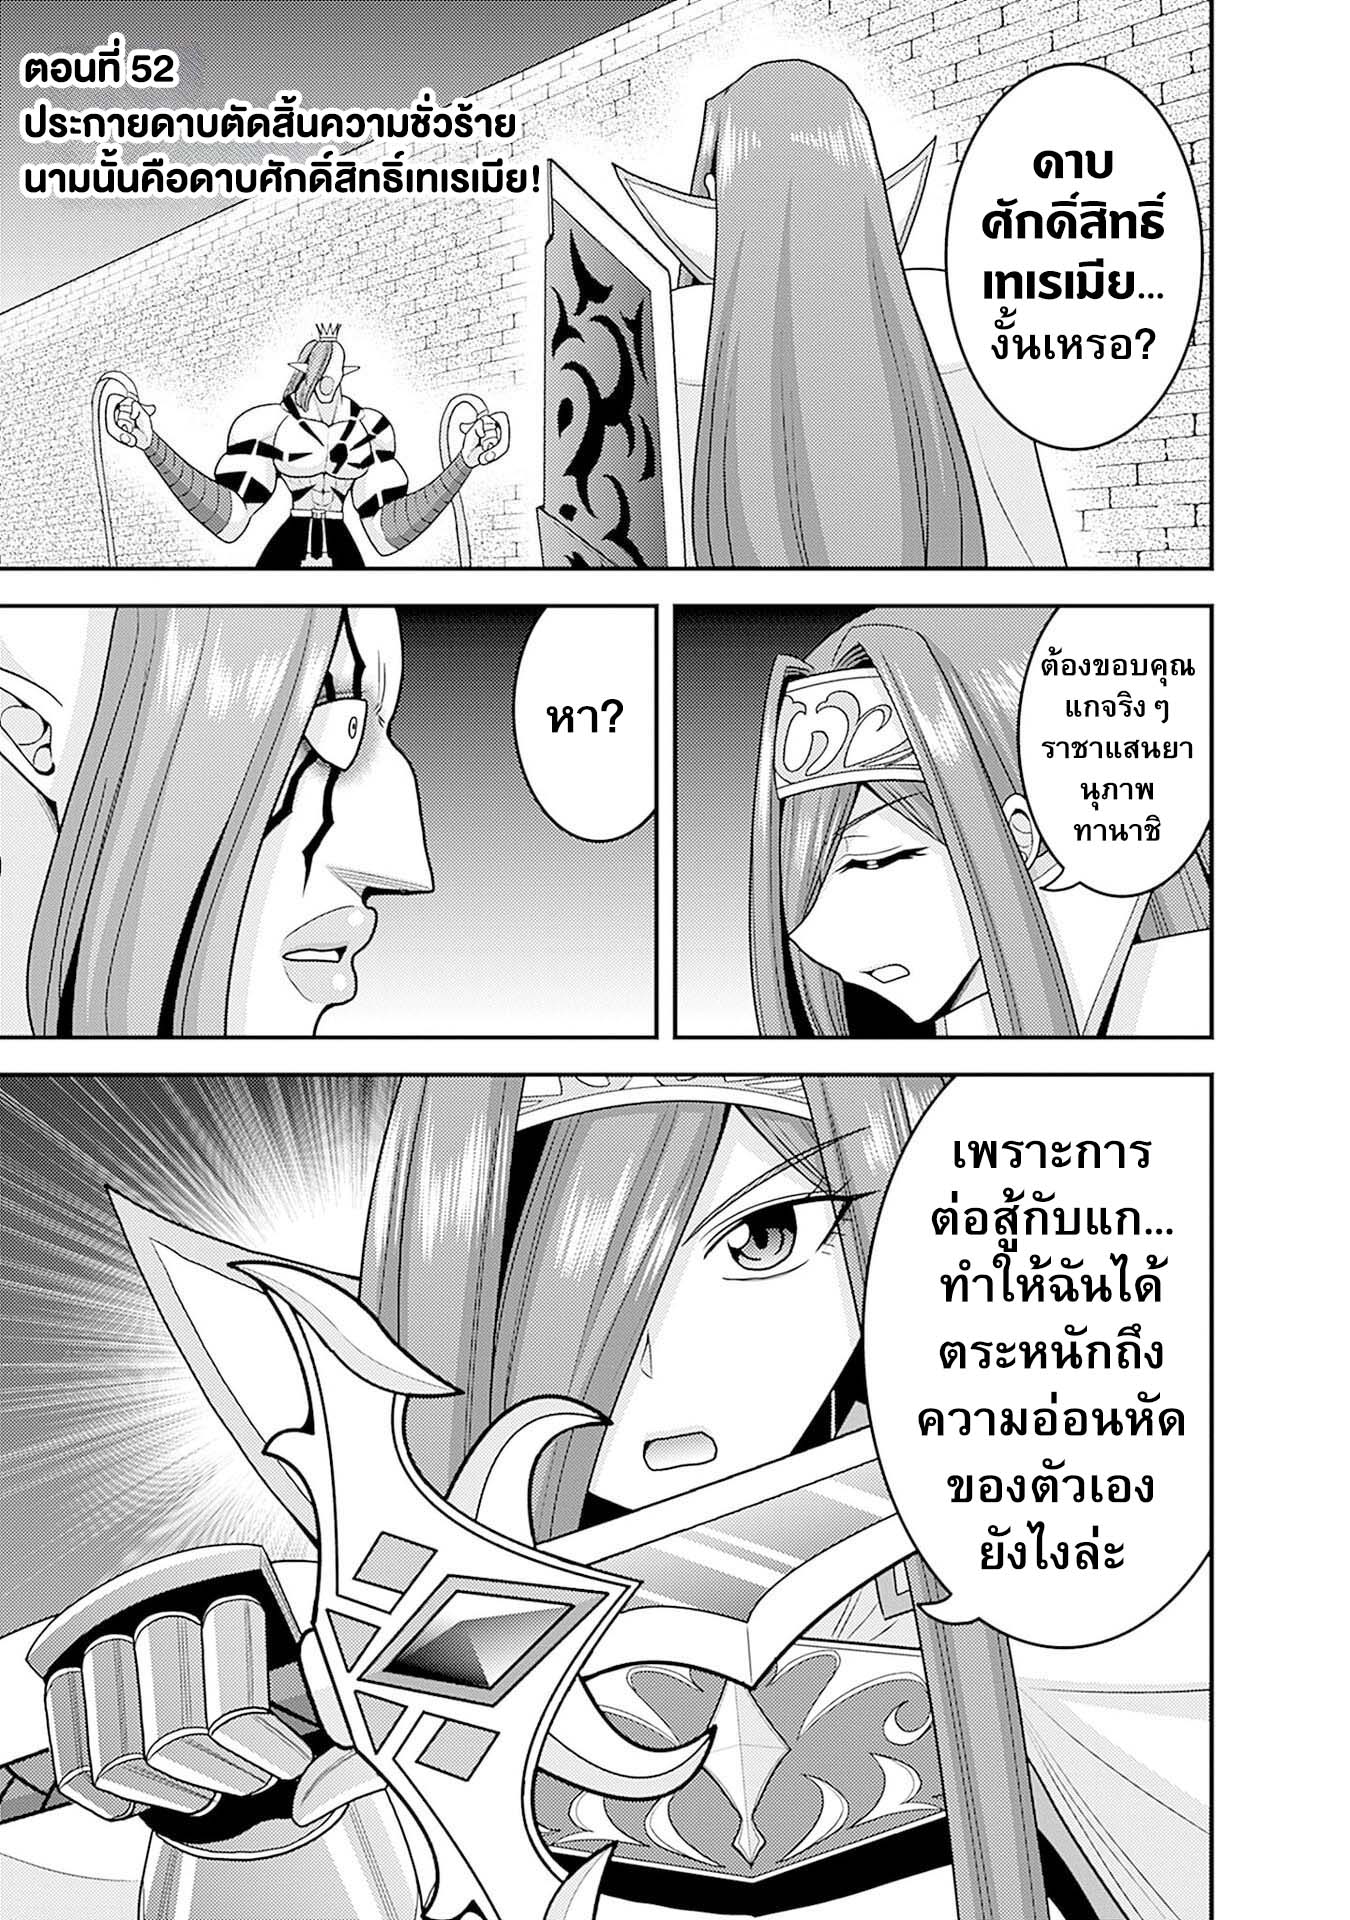 ตอนที่ 52
ประกายดาบตัดสิ้นความชั่วร้าย
นามนั้นคือดาบศักดิ์สิทธิ์เทเรเมีย!
ดาบ
ศักดิ์สิทธิ์
เทเรเมีย...
งั้นเหรอ?
ต้องขอบคุณ
แกจริง ๆ
ราชาแสนยา
นุภาพ
ทานาชิ
หา?
เพราะการ
ต่อสู้กับแก...
ทำให้ฉันได้
ตระหนักถึง
ความอ่อนหัด
ของตัวเอง
ยังไงล่ะ